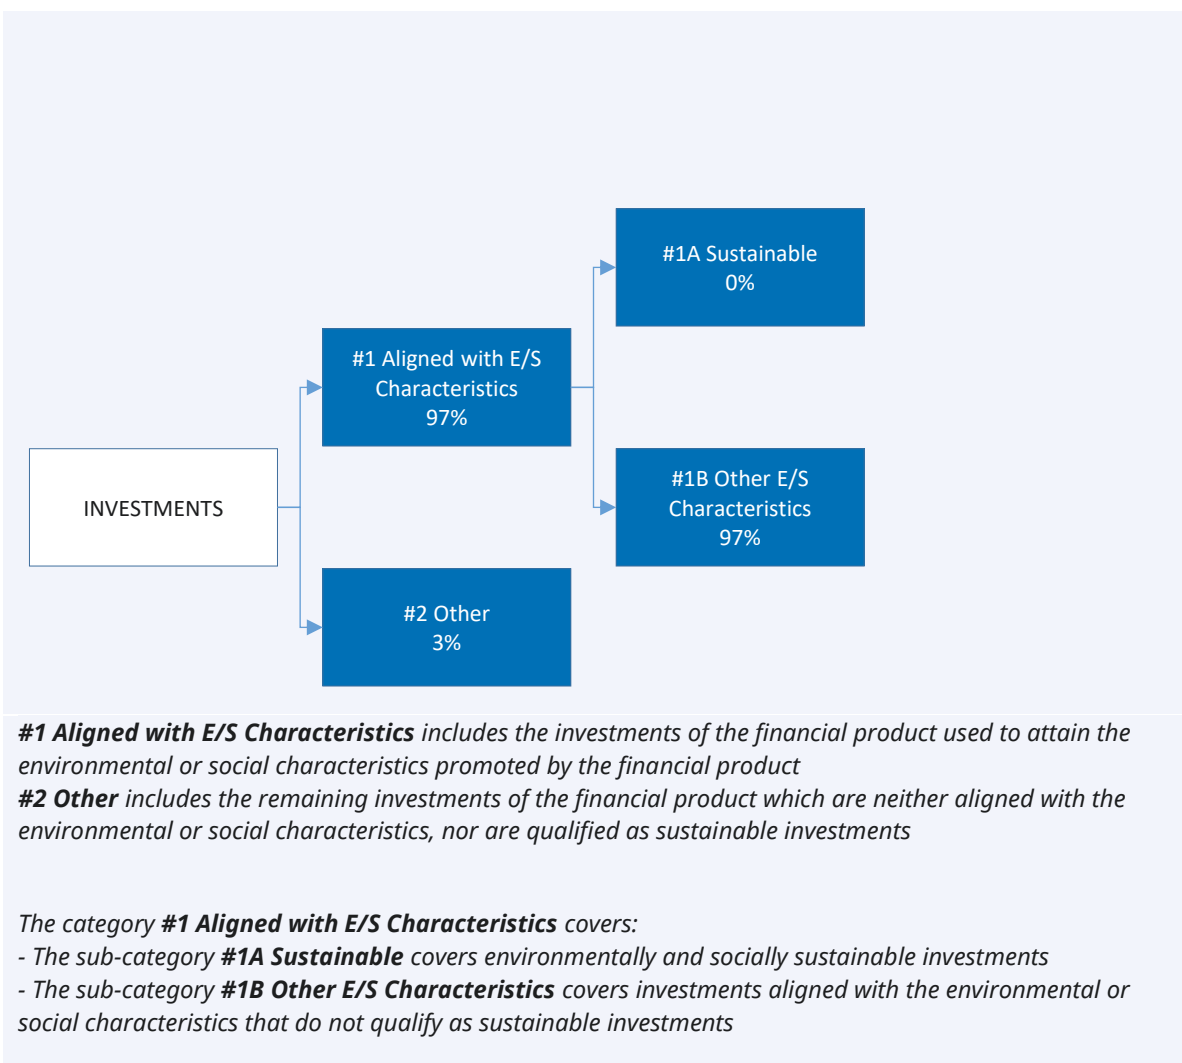 #1A Sustainable
0%
#1 Aligned with E/S
Characteristics
97%
INVESTMENTS
#1B Other E/S
Characteristics
97%
#2 Other
3%
#1 Aligned with E/S Characteristics includes the investments of the financial product used to attain the
environmental or social characteristics promoted by the financial product
#2 Other includes the remaining investments of the financial product which are neither aligned with the
environmental or social characteristics, nor are qualified as sustainable investments
The category #1 Aligned with E/S Characteristics covers:
- The sub-category #1A Sustainable covers environmentally and socially sustainable investments
- The sub-category #1B Other E/S Characteristics covers investments aligned with the environmental or
social characteristics that do not qualify as sustainable investments